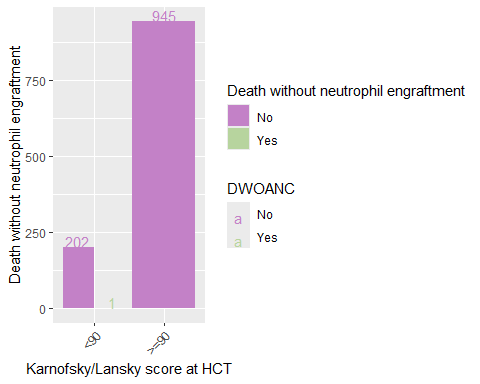 945
202
1
Death without neutrophil engraftment
750
500
250
0
<90
>=90
Karnofsky/Lansky score at HCT
Death without neutrophil engraftment
No
Yes
DWOANC
a No
a Yes